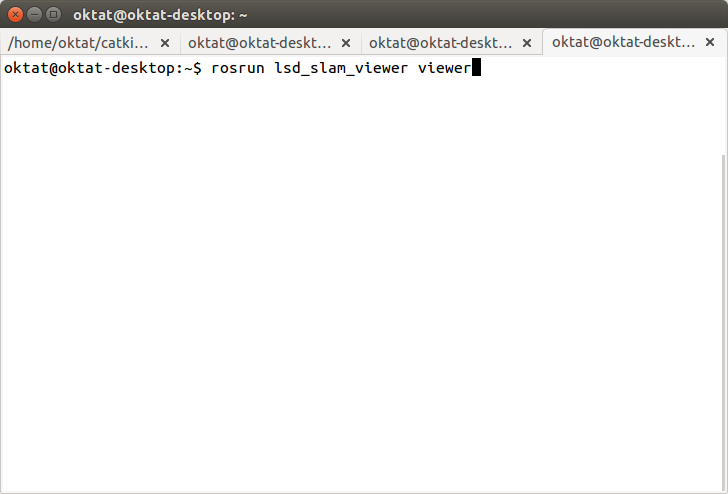 oktat@oktat-desktop: ~
/home/oktat/catki... oktat@oktat-deskt... oktat@oktat-deskt... oktat@oktat-deskt...
oktat@oktat-desktop:~$ rosrun lsd_slam_viewer viewer